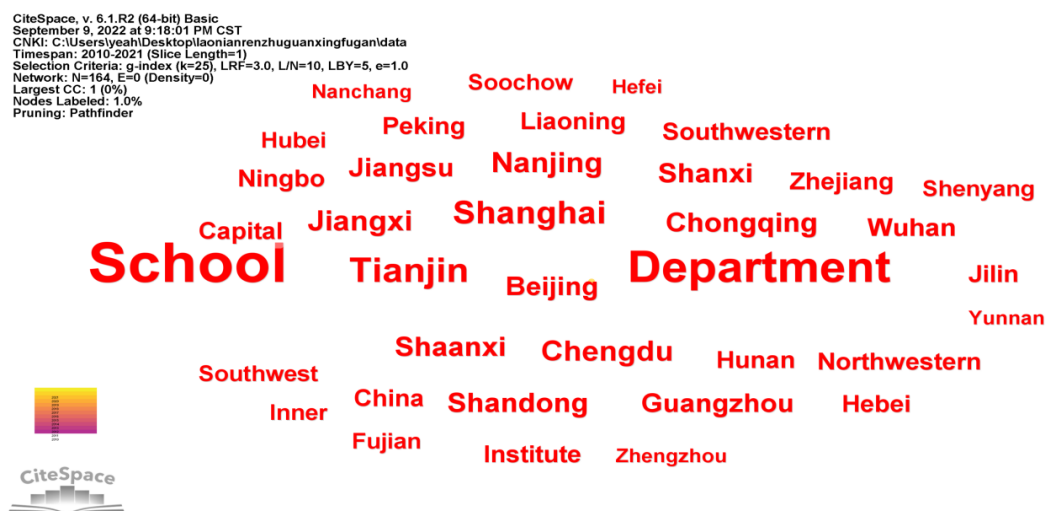 CiteSpace, v. 6.1.R2 (64-bit) Basic
September 9, 2022 at 9:18:01 PM CST
CNKI: C:\Users\yeah\Desktop\laonianrenzhuguanxingfugan\data
Timespan: 2010-2021 (Slice Length=1)
Selection Criteria: g-index (k=25), LRF=3.0, L/N=10, LBY=5, e=1.0
Network: N=164, E=0 (Density=0)
Largest CC: 1 (0%)
Nodes Labeled: 1.0%
Pruning: Pathfinder
Nanchang
Soochow
Hefei
Hubei
Peking
Liaoning
Southwestern
Ningbo
Jiangsu
Nanjing
Shanxi
Zhejiang
Shenyang
Capital
Jiangxi
Shanghai
Chongqing
Wuhan
School
Tianjin
Beijing
Department
Jilin
Yunnan
Shaanxi
Chengdu
Hunan
Northwestern
Southwest
Inner
China
Shandong
Guangzhou
Hebei
Fujian
Institute
Zhengzhou
CiteSpace